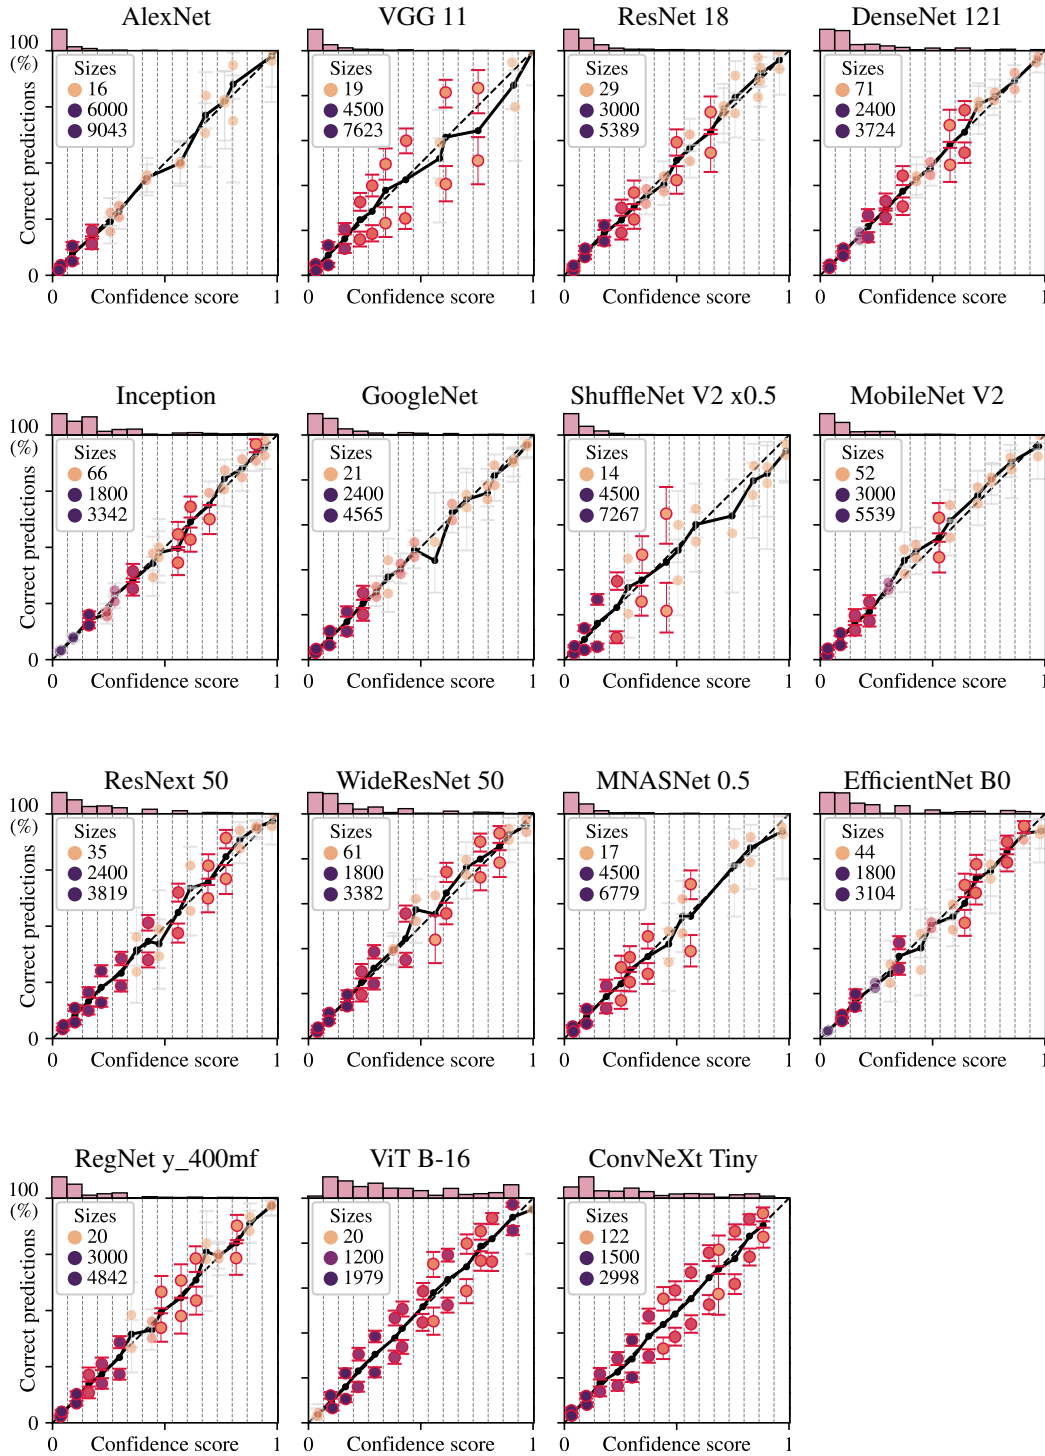 AlexNet
VGG 11
ResNet 18
DenseNet 121
100
(%)
Correct predictions
0
Sizes
16
6000
9043
Sizes
19
4500
7623
Sizes
29
3000
5389
Sizes
71
2400
3724
0 Confidence score 1
0 Confidence score 1
0 Confidence score 1
0 Confidence score 1
Inception
GoogleNet
ShuffleNet V2 x0.5
MobileNet V2
100
(%)
Correct predictions
0
Sizes
66
1800
3342
Sizes
21
2400
4565
Sizes
14
4500
7267
Sizes
52
3000
5539
0 Confidence score 1
0 Confidence score 1
0 Confidence score 1
0 Confidence score 1
ResNext 50
WideResNet 50
MNASNet 0.5
EfficientNet B0
100
(%)
Correct predictions
0
Sizes
35
2400
3819
Sizes
61
1800
3382
Sizes
17
4500
6779
Sizes
44
1800
3104
0 Confidence score 1
0 Confidence score 1
0 Confidence score 1
0 Confidence score 1
RegNet y_400mf
ViT B-16
ConvNeXt Tiny
100
(%)
Correct predictions
0
Sizes
20
3000
4842
Sizes
20
1200
1979
Sizes
122
1500
2998
0 Confidence score 1
0 Confidence score 1
0 Confidence score 1